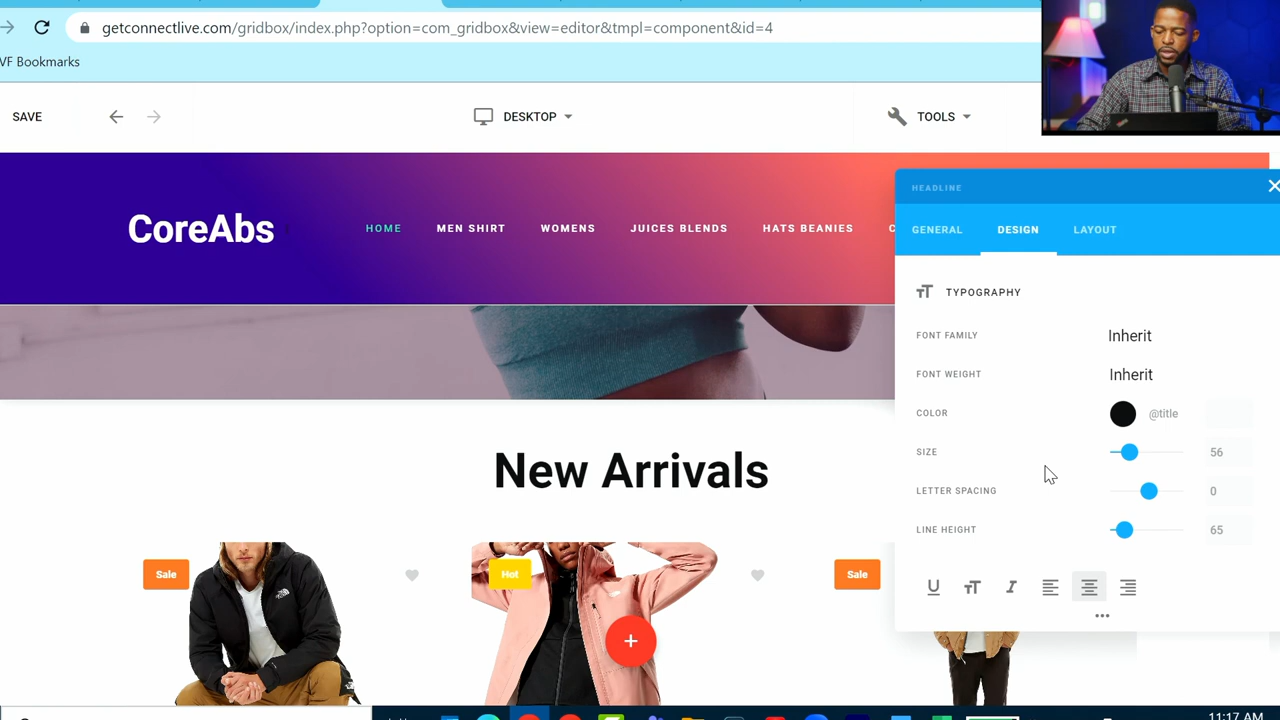 getconnectlive.com/gridbox/index.php?option=com_gridbox&view=editor&tmpl=component&id=4
VF Bookmarks
SAVE
DESKTOP
TOOLS
CoreAbs
HOME
MEN SHIRT
WOMENS
JUICES BLENDS
HATS BEANIES
C
HEADLINE
GENERAL
DESIGN
LAYOUT
TYPOGRAPHY
FONT FAMILY
Inherit
FONT WEIGHT
Inherit
COLOR
@title
SIZE
56
LETTER SPACING
0
LINE HEIGHT
65
New Arrivals
Sale
Hot
Sale
11:17 AM